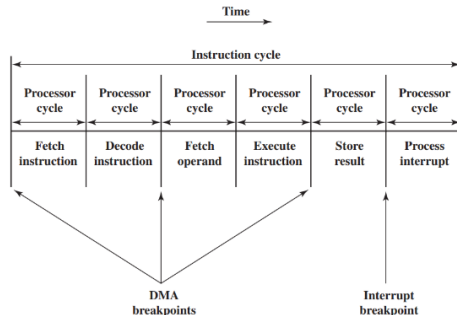 Time
Instruction cycle
Processor Processor Processor Processor Processor Processor
cycle cycle cycle cycle cycle cycle
Fetch Decode Fetch Execute Store Process
instruction instruction operand instruction result interrupt
DMA Interrupt
breakpoints breakpoint